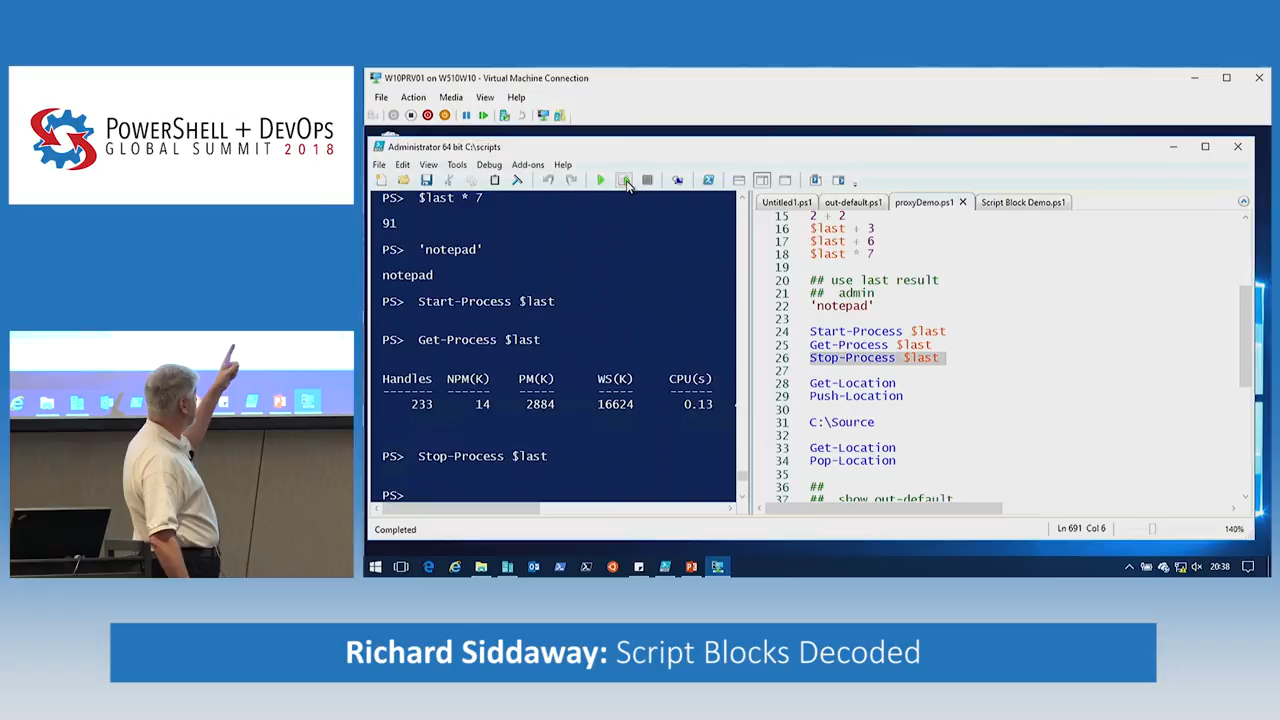 POWERSHELL + DEVOPS
GLOBAL SUMMIT 2018
W10PRV01 on W510W10 - Virtual Machine Connection
File Action Media View Help
Administrator 64 bit C:\scripts
File Edit View Tools Debug Add-ons Help
PS> $last * 7
91
PS> 'notepad'
notepad
PS> Start-Process $last
PS> Get-Process $last
Handles NPM(K) PM(K) WS(K) CPU(s)
------- ------ ----- ----- ------
233 14 2884 16624 0.13
PS> Stop-Process $last
PS>
Completed
Untitled1.ps1 out-default.ps1 proxyDemo.ps1 Script Block Demo.ps1
15 2 + 2
16 $last + 3
17 $last + 6
18 $last * 7
19
20 ## use last result
21 ## admin
22 'notepad'
23
24 Start-Process $last
25 Get-Process $last
26 Stop-Process $last
27
28 Get-Location
29 Push-Location
30
31 C:\Source
32
33 Get-Location
34 Pop-Location
35
36 ##
37 ## show out-default
Ln 691 Col 6 140%
20:38
Richard Siddaway: Script Blocks Decoded